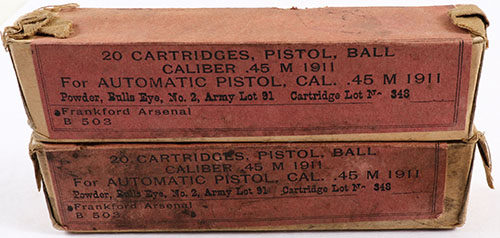 20 CARTRIDGES, PISTOL, BALL
CALIBER .45 M 1911
For AUTOMATIC PISTOL, CAL. .45 M 1911
Powder, Bulls Eye, No. 2, Army Lot 91 Cartridge Lot No 348
Frankford Arsenal
B 503
20 CARTRIDGES, PISTOL, BALL
CALIBER .45 M 1911
For AUTOMATIC PISTOL, CAL. .45 M 1911
Powder, Bulls Eye, No. 2, Army Lot 91 Cartridge Lot No 348
Frankford Arsenal
B 503